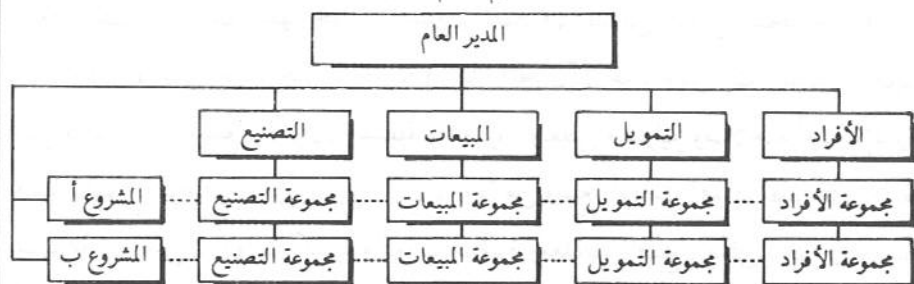 المدير العام
الأفراد التمويل المبيعات التصنيع
مجموعة الأفراد مجموعة التمويل مجموعة المبيعات مجموعة التصنيع المشروع أ
مجموعة الأفراد مجموعة التمويل مجموعة المبيعات مجموعة التصنيع المشروع ب